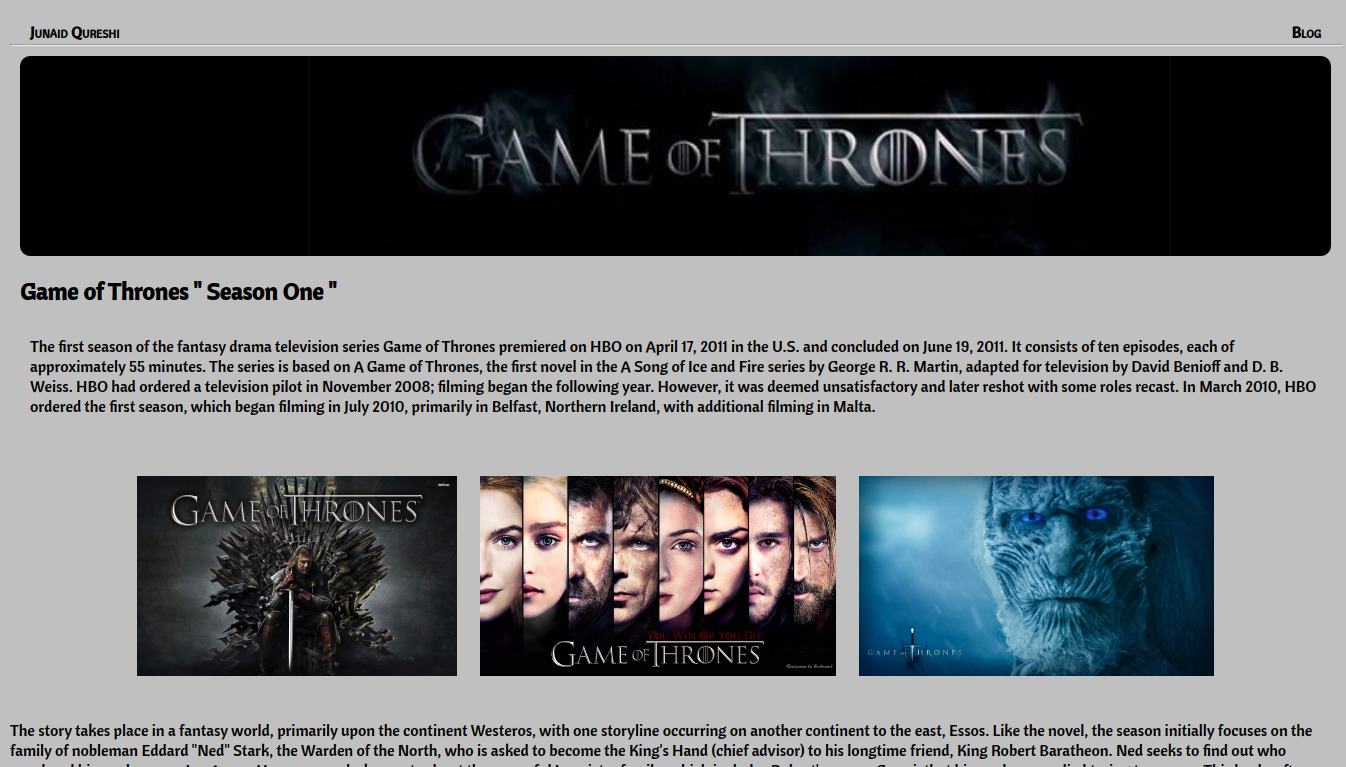 Junaid Qureshi
Blog
GAME OF THRONES
Game of Thrones " Season One "
The first season of the fantasy drama television series Game of Thrones premiered on HBO on April 17, 2011 in the U.S. and concluded on June 19, 2011. It consists of ten episodes, each of
approximately 55 minutes. The series is based on A Game of Thrones, the first novel in the A Song of Ice and Fire series by George R. R. Martin, adapted for television by David Benioff and D. B.
Weiss. HBO had ordered a television pilot in November 2008; filming began the following year. However, it was deemed unsatisfactory and later reshot with some roles recast. In March 2010, HBO
ordered the first season, which began filming in July 2010, primarily in Belfast, Northern Ireland, with additional filming in Malta.
GAME OF THRONES
YOU WIN OR YOU DIE
GAME OF THRONES
GAME of THRONES
The story takes place in a fantasy world, primarily upon the continent Westeros, with one storyline occurring on another continent to the east, Essos. Like the novel, the season initially focuses on the
family of nobleman Eddard "Ned" Stark, the Warden of the North, who is asked to become the King's Hand (chief advisor) to his longtime friend, King Robert Baratheon. Ned seeks to find out who